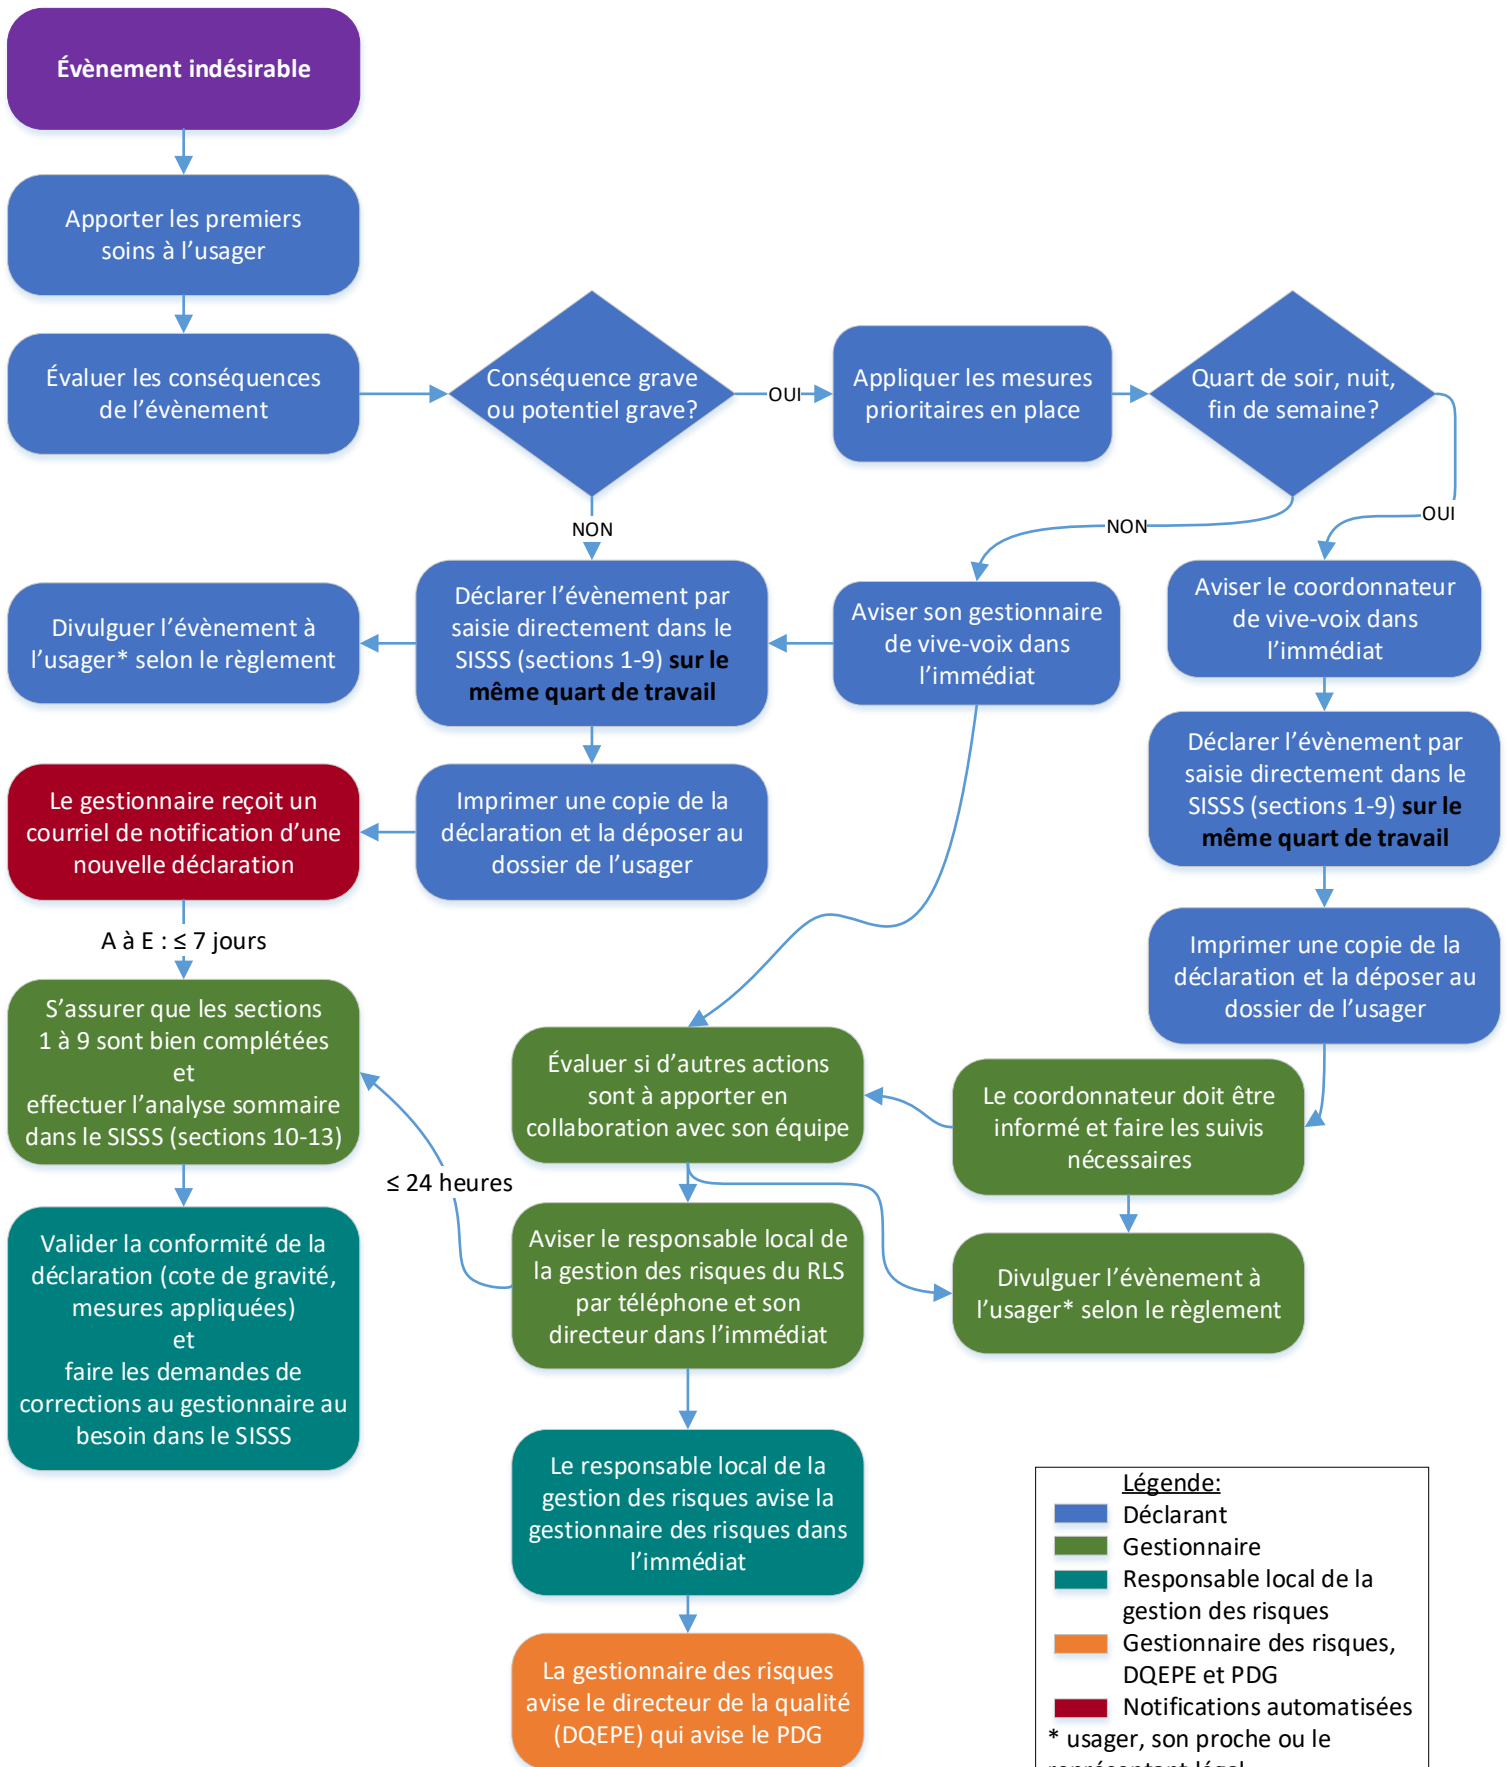 Évènement indésirable
Apporter les premiers
soins à l’usager
Évaluer les conséquences
de l’évènement
Conséquence grave
ou potentiel grave?
OUI
Appliquer les mesures
prioritaires en place
Quart de soir, nuit,
fin de semaine?
NON
NON
OUI
Divulguer l’évènement à
l’usager* selon le règlement
Déclarer l’évènement par
saisie directement dans le
SISSS (sections 1-9) sur le
même quart de travail
Aviser son gestionnaire
de vive-voix dans
l’immédiat
Aviser le coordonnateur
de vive-voix dans
l’immédiat
Déclarer l’évènement par
saisie directement dans le
SISSS (sections 1-9) sur le
même quart de travail
Le gestionnaire reçoit un
courriel de notification d’une
nouvelle déclaration
Imprimer une copie de la
déclaration et la déposer au
dossier de l’usager
A à E : ≤ 7 jours
Imprimer une copie de la
déclaration et la déposer au
dossier de l’usager
S’assurer que les sections
1 à 9 sont bien complétées
et
effectuer l’analyse sommaire
dans le SISSS (sections 10-13)
Évaluer si d’autres actions
sont à apporter en
collaboration avec son équipe
Le coordonnateur doit être
informé et faire les suivis
nécessaires
≤ 24 heures
Valider la conformité de la
déclaration (cote de gravité,
mesures appliquées)
et
faire les demandes de
corrections au gestionnaire au
besoin dans le SISSS
Aviser le responsable local de
la gestion des risques du RLS
par téléphone et son
directeur dans l’immédiat
Divulguer l’évènement à
l’usager* selon le règlement
Le responsable local de la
gestion des risques avise la
gestionnaire des risques dans
l’immédiat
La gestionnaire des risques
avise le directeur de la qualité
(DQEPE) qui avise le PDG
Légende:
Déclarant
Gestionnaire
Responsable local de la
gestion des risques
Gestionnaire des risques,
DQEPE et PDG
Notifications automatisées
* usager, son proche ou le
représentant légal